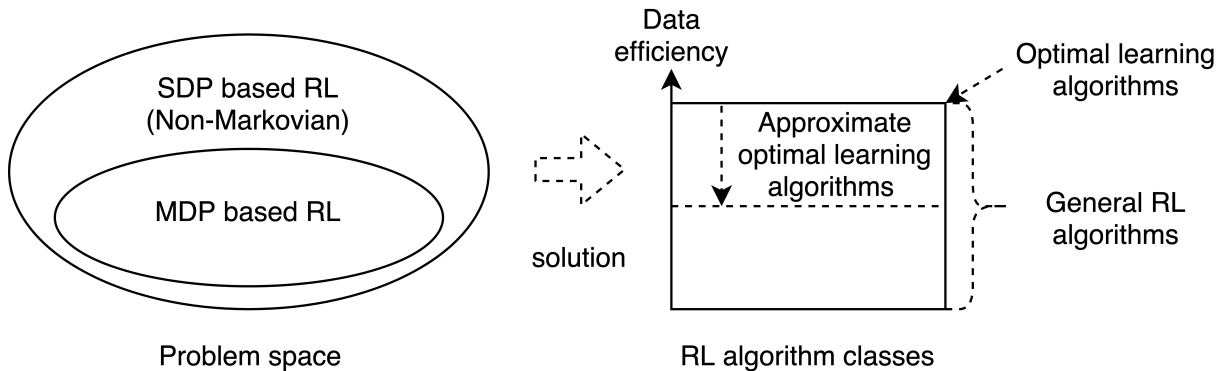 SDP based RL
(Non-Markovian)
MDP based RL
Problem space
solution
Data
efficiency
Approximate
optimal learning
algorithms
RL algorithm classes
Optimal learning
algorithms
General RL
algorithms